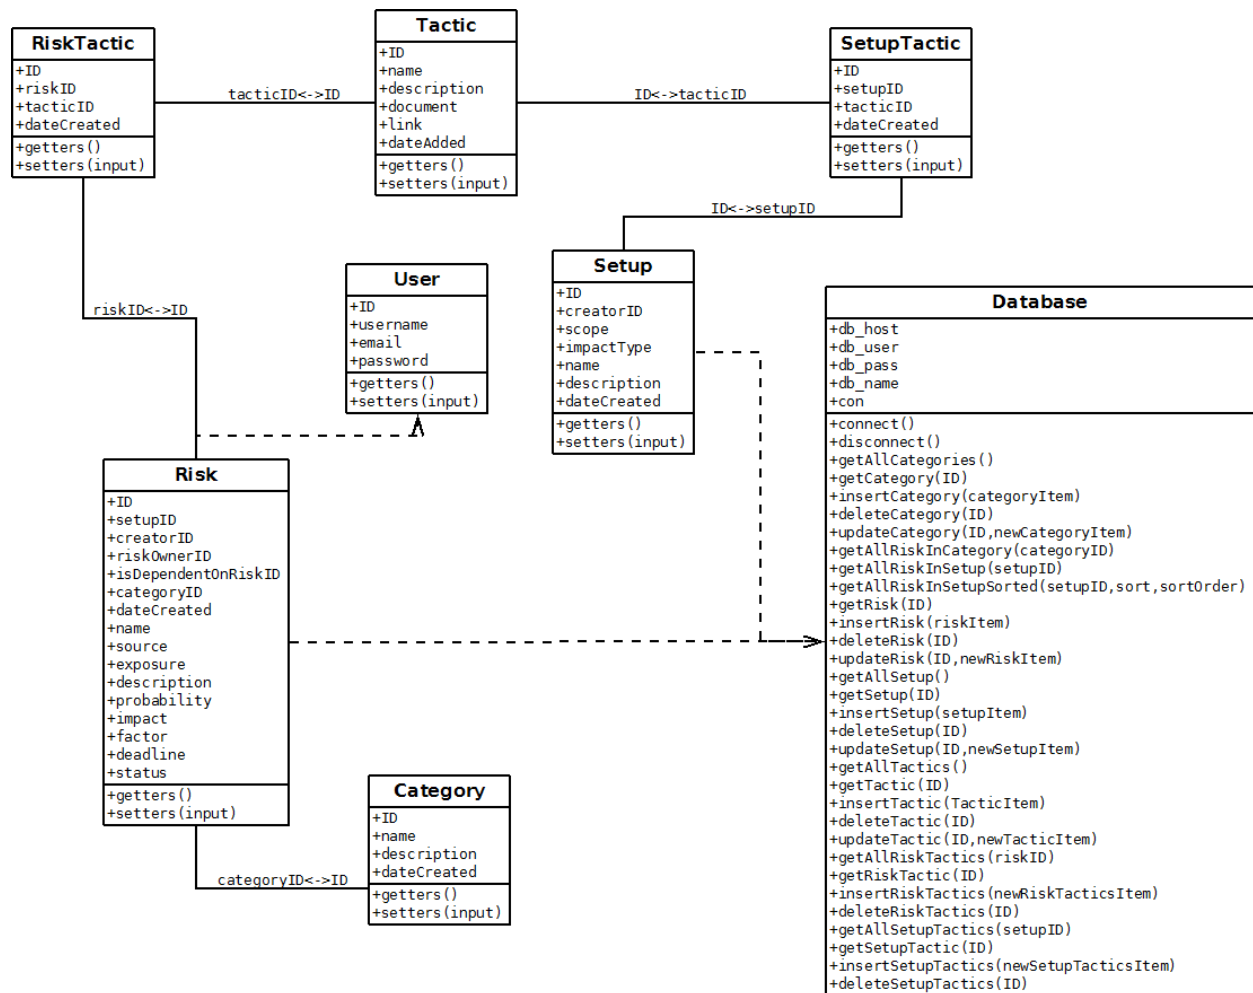 RiskTactic
+ID
+riskID
+tacticID
+dateCreated
+getters()
+setters(input)
tacticID<->ID
Tactic
+ID
+name
+description
+document
+link
+dateAdded
+getters()
+setters(input)
ID<->tacticID
SetupTactic
+ID
+setupID
+tacticID
+dateCreated
+getters()
+setters(input)
ID<->setupID
riskID<->ID
User
+ID
+username
+email
+password
+getters()
+setters(input)
Setup
+ID
+creatorID
+scope
+impactType
+name
+description
+dateCreated
+getters()
+setters(input)
Risk
+ID
+setupID
+creatorID
+riskOwnerID
+isDependentOnRiskID
+categoryID
+dateCreated
+name
+source
+exposure
+description
+probability
+impact
+factor
+deadline
+status
+getters()
+setters(input)
categoryID<->ID
Category
+ID
+name
+description
+dateCreated
+getters()
+setters(input)
Database
+db_host
+db_user
+db_pass
+db_name
+con
+connect()
+disconnect()
+getAllCategories()
+getCategory(ID)
+insertCategory(categoryItem)
+deleteCategory(ID)
+updateCategory(ID,newCategoryItem)
+getAllRiskInCategory(categoryID)
+getAllRiskInSetup(setupID)
+getAllRiskInSetupSorted(setupID,sort,sortOrder)
+getRisk(ID)
+insertRisk(riskItem)
+deleteRisk(ID)
+updateRisk(ID,newRiskItem)
+getAllSetup()
+getSetup(ID)
+insertSetup(setupItem)
+deleteSetup(ID)
+updateSetup(ID,newSetupItem)
+getAllTactics()
+getTactic(ID)
+insertTactic(TacticItem)
+deleteTactic(ID)
+updateTactic(ID,newTacticItem)
+getAllRiskTactics(riskID)
+getRiskTactic(ID)
+insertRiskTactics(newRiskTacticsItem)
+deleteRiskTactics(ID)
+getAllSetupTactics(setupID)
+getSetupTactic(ID)
+insertSetupTactics(newSetupTacticsItem)
+deleteSetupTactics(ID)